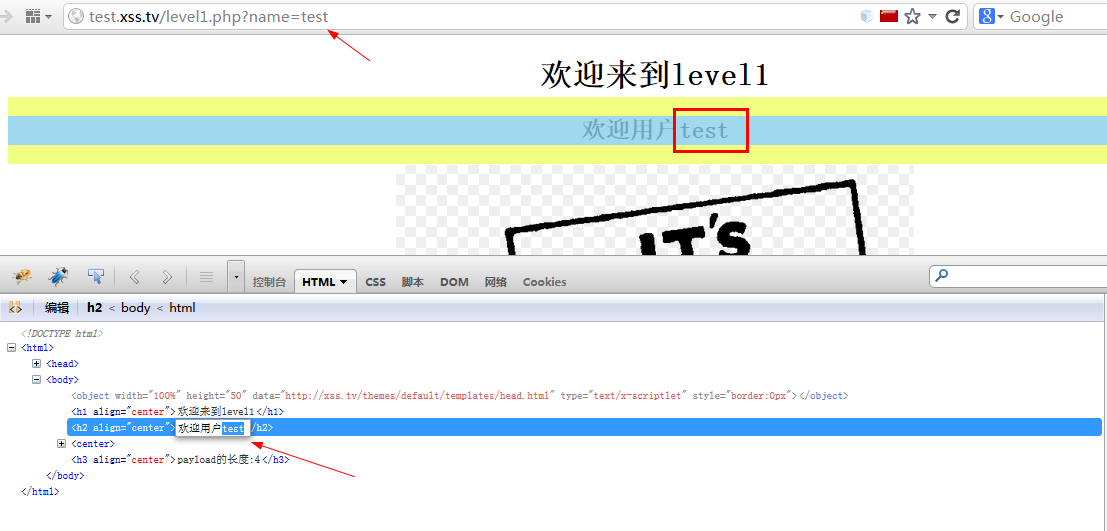 test.xss.tv/level1.php?name=test
Google
欢迎来到level1
欢迎用户test
IT'S
控制台 HTML CSS 脚本 DOM 网络 Cookies
编辑 h2 < body < html
<!DOCTYPE html>
<html>
<head>
<body>
<object width="100%" height="50" data="http://xss.tv/themes/default/templates/head.html" type="text/x-scriptlet" style="border:0px"></object>
<h1 align="center">欢迎来到level1</h1>
<h2 align="center">欢迎用户test/h2>
<center>
<h3 align="center">payload的长度:4</h3>
</body>
</html>